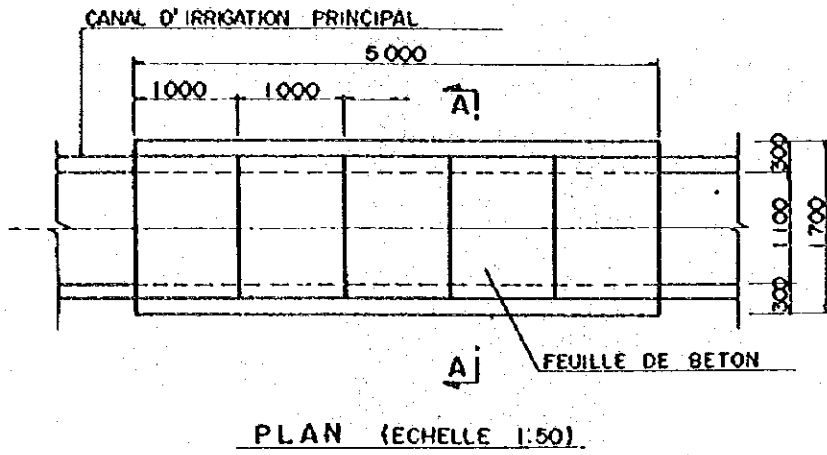 CANAL D'IRRIGATION PRINCIPAL
5000
1000 1000
A
300
1100
1700
300
A
FEUILLE DE BETON
PLAN (ECHELLE 1:50)